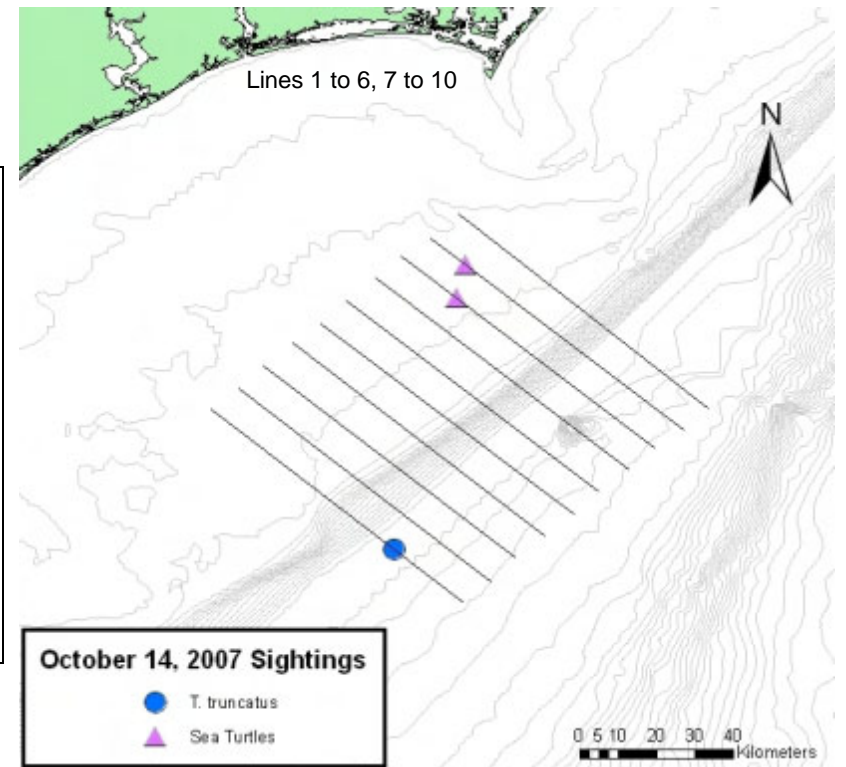 Lines 1 to 6, 7 to 10
N
October 14, 2007 Sightings
T. truncatus
Sea Turtles
0 5 10 20 30 40
Kilometers